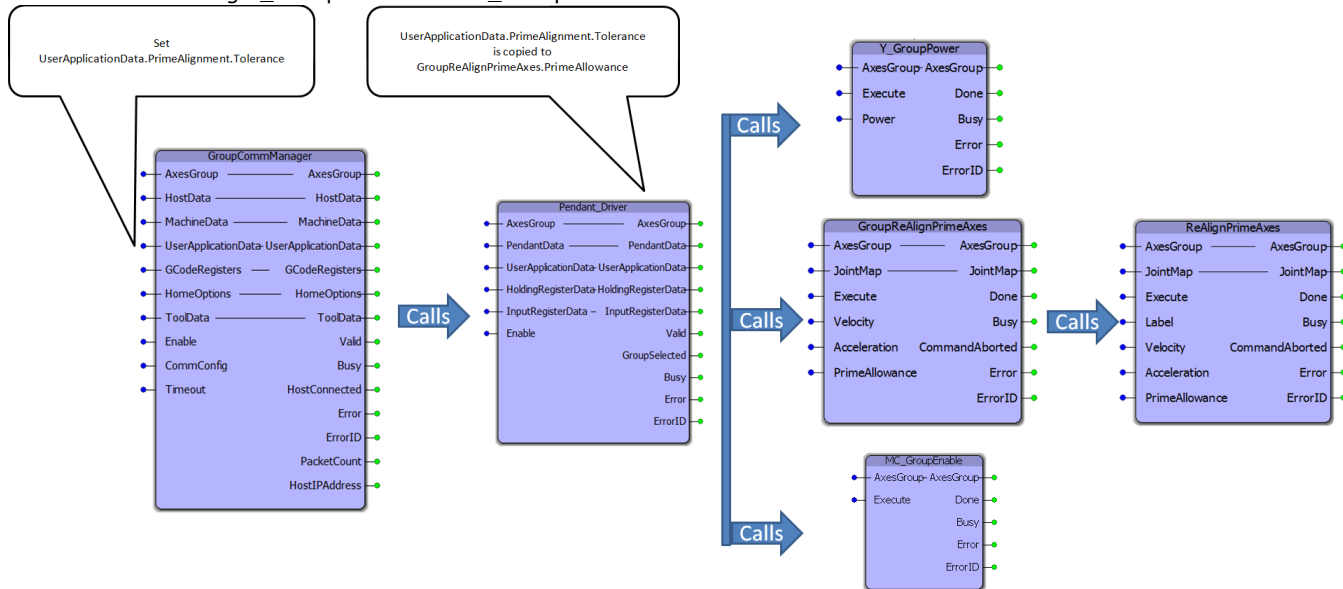 Set
UserApplicationData.PrimeAlignment.Tolerance
UserApplicationData.PrimeAlignment.Tolerance
is copied to
GroupReAlignPrimeAxes.PrimeAllowance
GroupCommManager
AxesGroup AxesGroup
HostData HostData
MachineData MachineData
UserApplicationData UserApplicationData
GCodeRegisters GCodeRegisters
HomeOptions HomeOptions
ToolData ToolData
Enable Valid
CommConfig Busy
Timeout HostConnected
Error
ErrorID
PacketCount
HostIPAddress
Calls
Pendant_Driver
AxesGroup AxesGroup
PendantData PendantData
UserApplicationData UserApplicationData
HoldingRegisterData HoldingRegisterData
InputRegisterData InputRegisterData
Enable Valid
GroupSelected
Busy
Error
ErrorID
Calls
Y_GroupPower
AxesGroup AxesGroup
Execute Done
Power Busy
Error
ErrorID
Calls
GroupReAlignPrimeAxes
AxesGroup AxesGroup
JointMap JointMap
Execute Done
Velocity Busy
Acceleration CommandAborted
PrimeAllowance Error
ErrorID
Calls
ReAlignPrimeAxes
AxesGroup AxesGroup
JointMap JointMap
Execute Done
Label Busy
Velocity CommandAborted
Acceleration Error
PrimeAllowance ErrorID
Calls
MC_GroupEnable
AxesGroup AxesGroup
Execute Done
Busy
Error
ErrorID